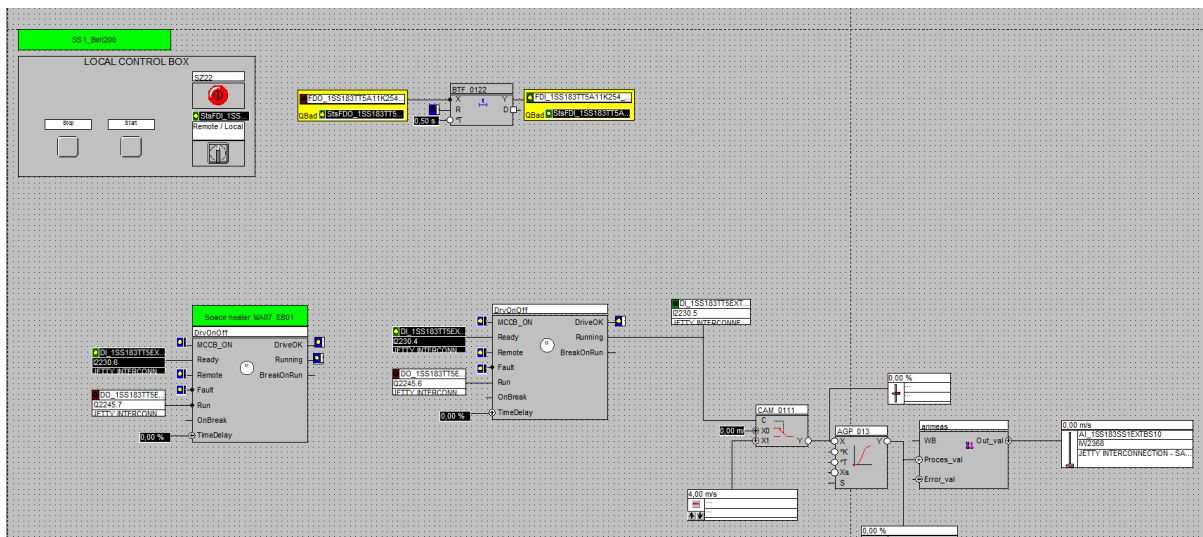 SS1_Belt200
LOCAL CONTROL BOX
SZ22
StsFDI_1SS...
Remote / Local
Stop
Start
FDO_1SS183TT5A11K254...
QBad
StsFDO_1SS183TT5...
BTF_0122
X
Y
R
D
0,50 s
*T
FDI_1SS183TT5A11K254_...
QBad
StsFDI_1SS183TT5A...
Space heater MA07_EB01
DrvOnOff
MCCB_ON
DriveOK
Ready
Running
Remote
BreakOnRun
M
Fault
Run
OnBreak
TimeDelay
0,00 %
DI_1SS183TT5EX...
I2230.6
JETTY INTERCONN...
DO_1SS183TT5E...
Q2245.7
JETTY INTERCONN...
DrvOnOff
MCCB_ON
DriveOK
Ready
Running
Remote
BreakOnRun
M
Fault
Run
OnBreak
TimeDelay
0,00 %
DI_1SS183TT5EX...
I2230.4
JETTY INTERCONN...
DO_1SS183TT5E...
Q2245.6
JETTY INTERCONN...
DI_1SS183TT5EXT...
I2230.5
JETTY INTERCONNE...
CAM_0111
C
0,00 m
X0
X1
Y
4,00 m/s
...
...
0,00 %
...
...
AGP_013
X
Y
*K
*T
Xs
S
anmeas
WB
Out_val
Proces_val
Error_val
0,00 m/s
AI_1SS183SS1EXTBS10
IW2368
JETTY INTERCONNECTION - SA...
0,00 %